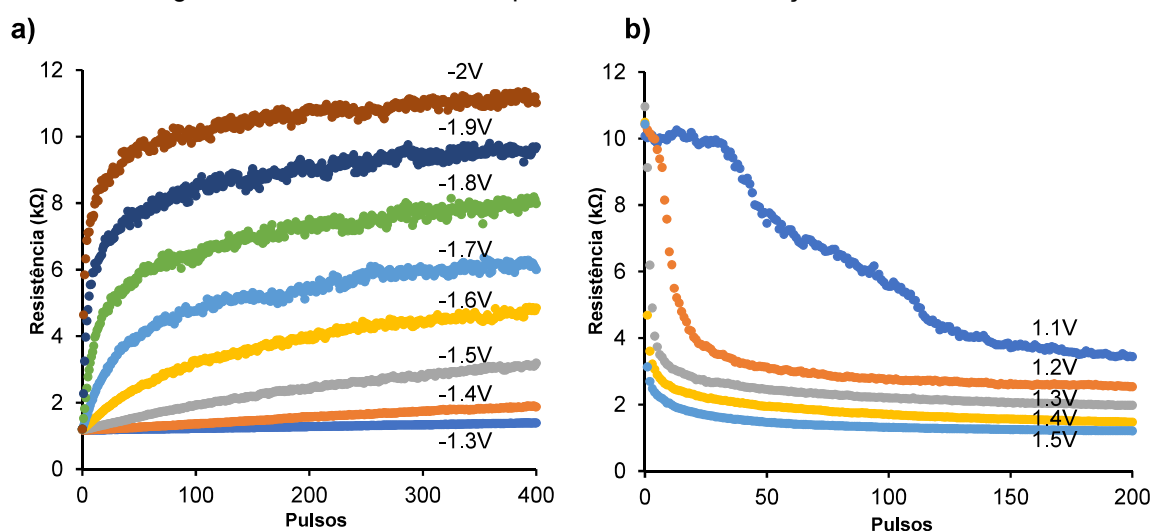 a)
12
10
8
6
4
2
0
Resistência (kΩ)
-2V
-1.9V
-1.8V
-1.7V
-1.6V
-1.5V
-1.4V
-1.3V
0 100 200 300 400
Pulsos
b)
12
10
8
6
4
2
0
Resistência (kΩ)
1.1V
1.2V
1.3V
1.4V
1.5V
0 50 100 150 200
Pulsos